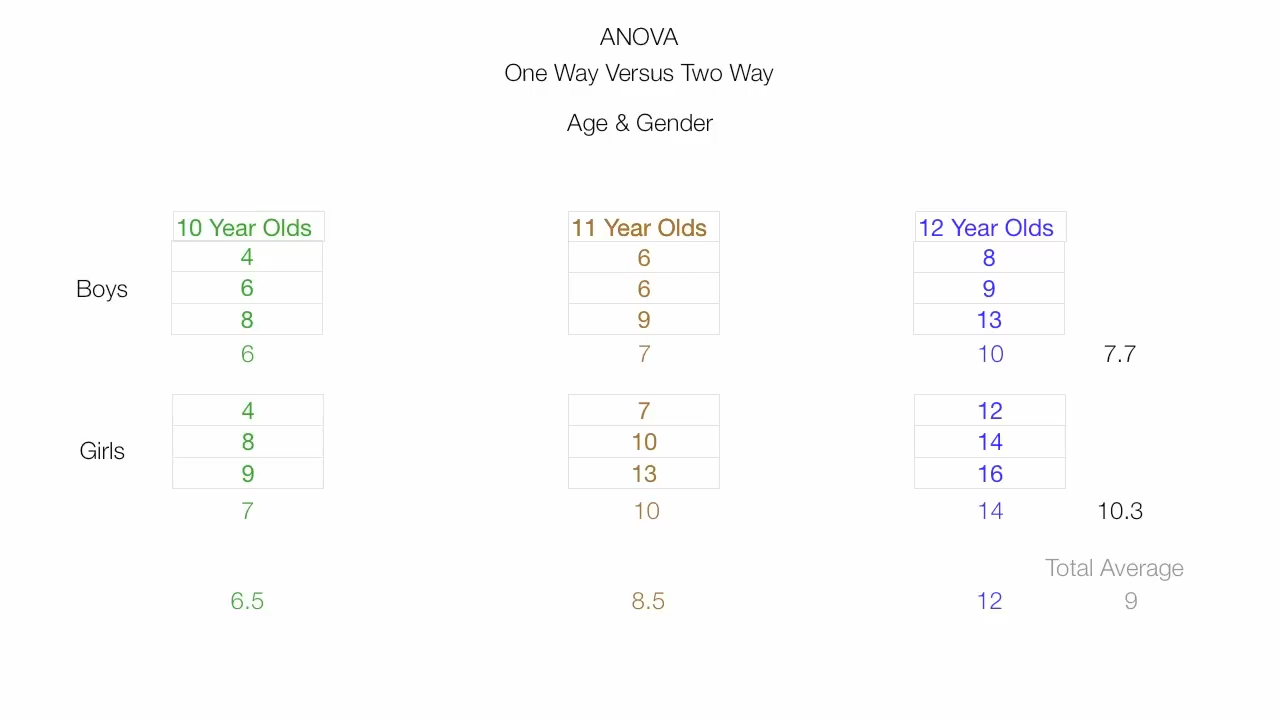 ANOVA
One Way Versus Two Way
Age & Gender
10 Year Olds 11 Year Olds 12 Year Olds
4 6 8
Boys 6 6 9
8 9 13
6 7 10 7.7
4 7 12
Girls 8 10 14
9 13 16
7 10 14 10.3
Total Average
6.5 8.5 12 9